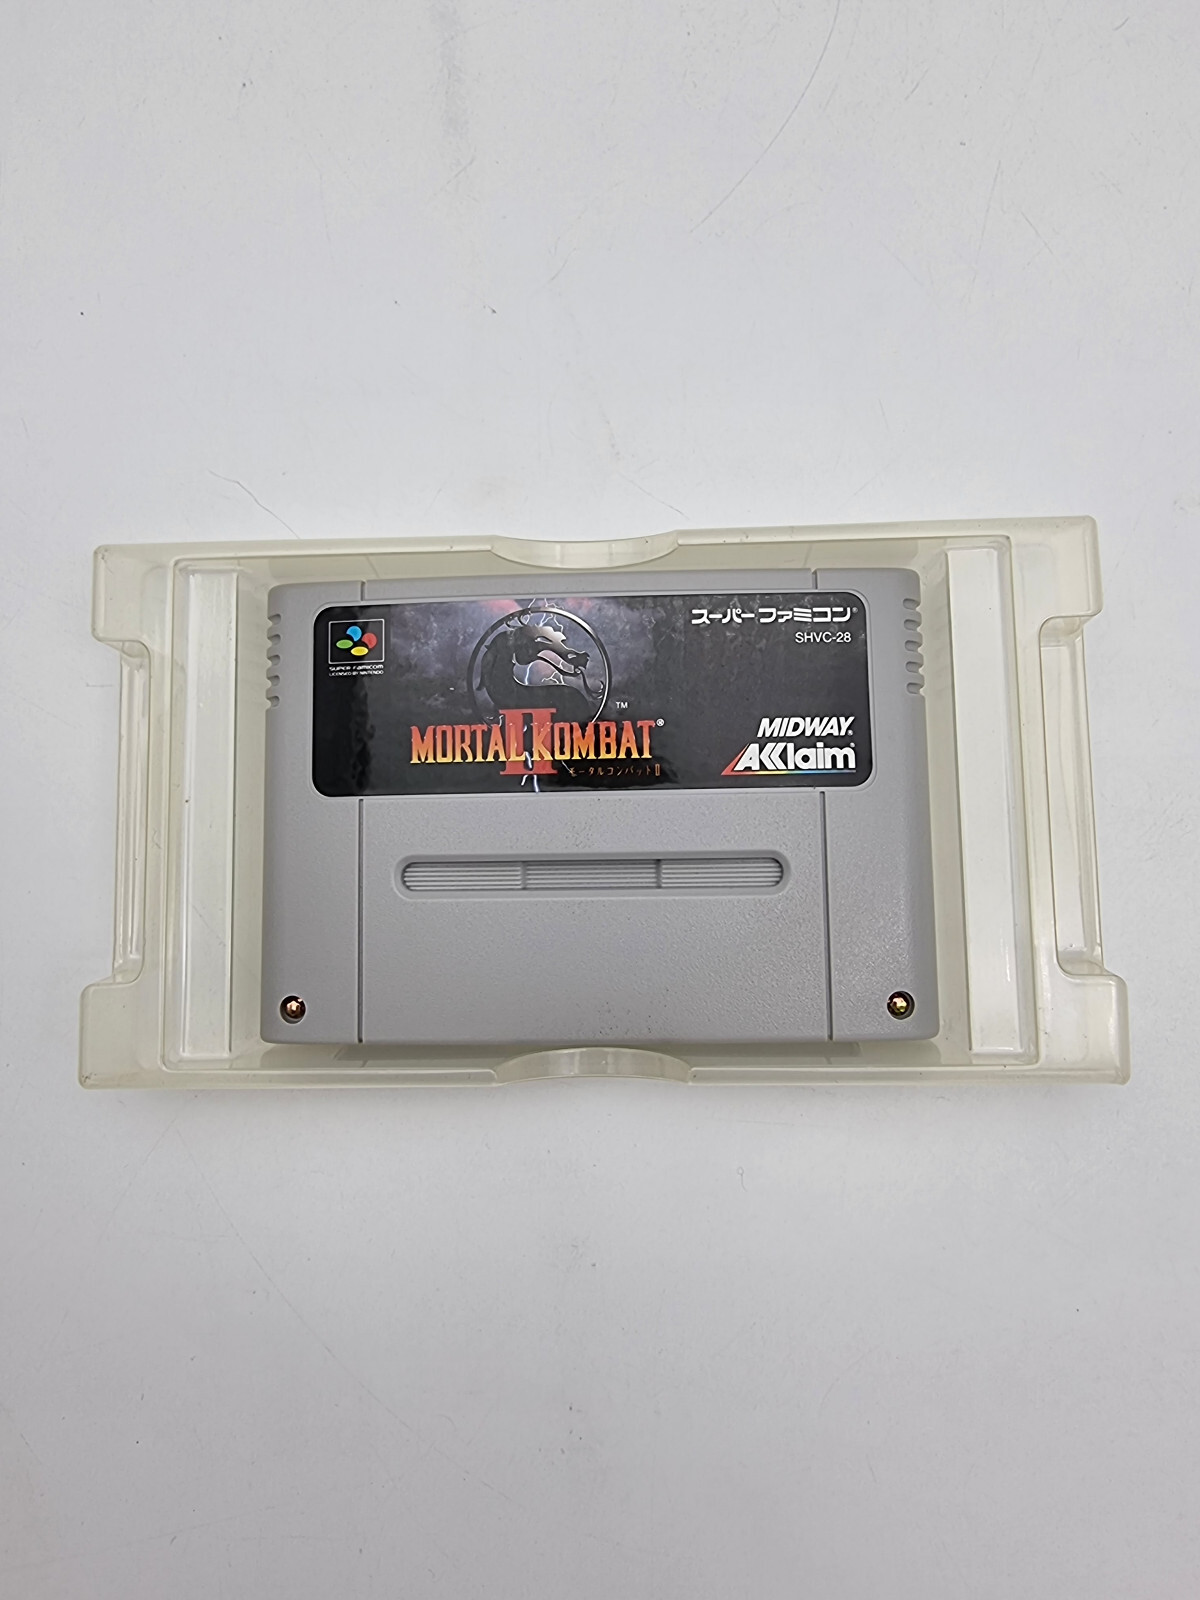 スーパーファミコン®
SHVC-28
SUPER FAMICOM
LICENSED BY NINTENDO
™
MORTAL KOMBAT®
II
モータルコンバットII
MIDWAY®
AKKlaim®